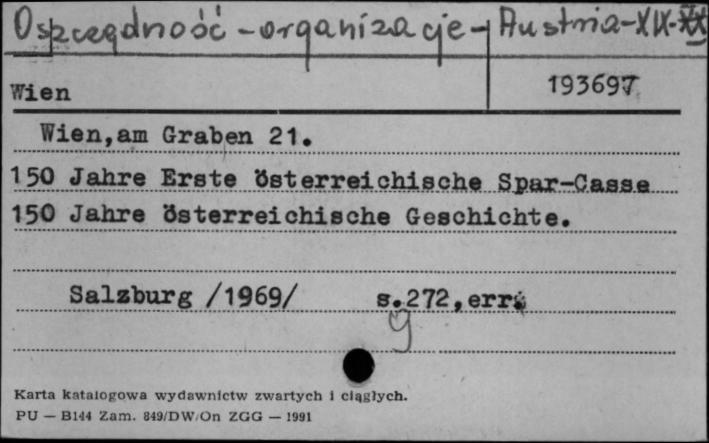 Oszczędność - organizacje - Austria - XIX-XX
Wien
193697
Wien,am Graben 21.
150 Jahre Erste österreichische Spar-Casse
150 Jahre österreichische Geschichte.
Salzburg /1969/ s.272,err.
g
Karta katalogowa wydawnictw zwartych i ciągłych.
PU — B144 Zam. 849/DW/On ZGG — 1991